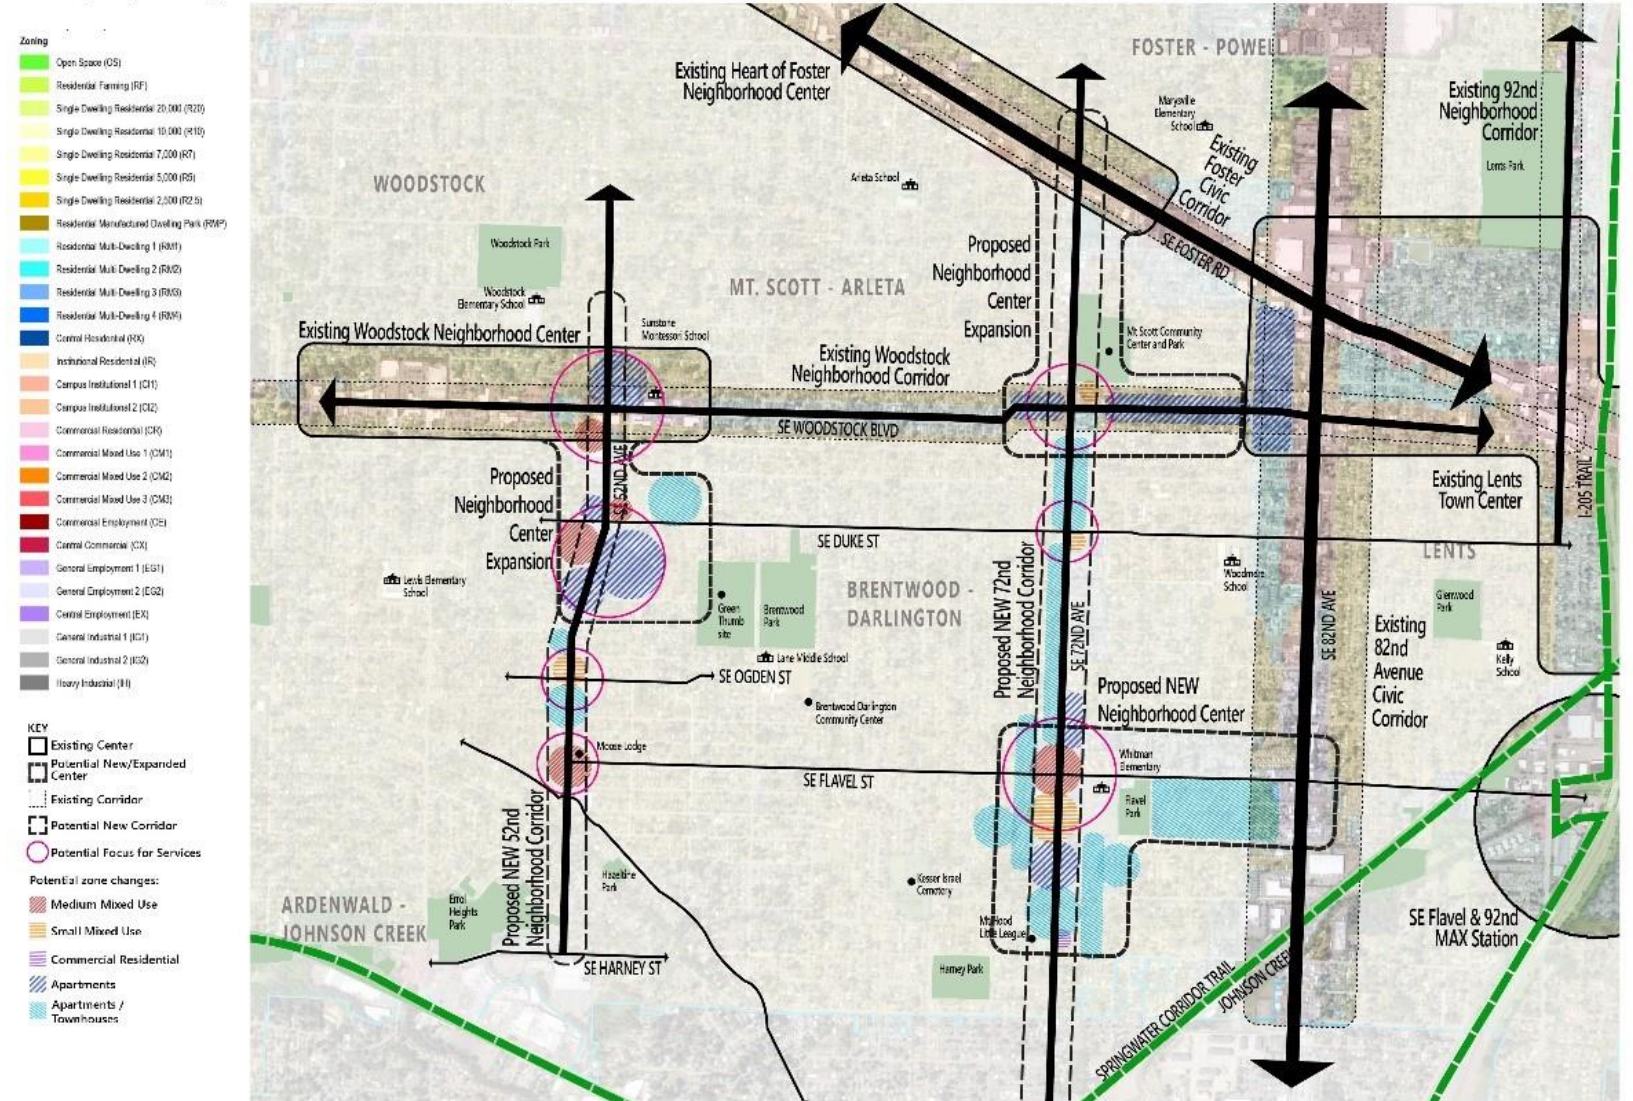 Zoning
Open Space (OS)
Residential Farming (RF)
Single Dwelling Residential 20,000 (R20)
Single Dwelling Residential 10,000 (R10)
Single Dwelling Residential 7,000 (R7)
Single Dwelling Residential 5,000 (R5)
Single Dwelling Residential 2,500 (R2.5)
Residential Manufactured Dwelling Park (RMP)
Residential Multi-Dwelling 1 (RM1)
Residential Multi-Dwelling 2 (RM2)
Residential Multi-Dwelling 3 (RM3)
Residential Multi-Dwelling 4 (RM4)
Central Residential (RX)
Institutional Residential (IR)
Campus Institutional 1 (CI1)
Campus Institutional 2 (CI2)
Commercial Residential (CR)
Commercial Mixed Use 1 (CM1)
Commercial Mixed Use 2 (CM2)
Commercial Mixed Use 3 (CM3)
Commercial Employment (CE)
Central Commercial (CX)
General Employment 1 (EG1)
General Employment 2 (EG2)
Central Employment (EX)
General Industrial 1 (IG1)
General Industrial 2 (IG2)
Heavy Industrial (IH)
KEY
Existing Center
Potential New/Expanded
Center
Existing Corridor
Potential New Corridor
Potential Focus for Services
Potential zone changes:
Medium Mixed Use
Small Mixed Use
Commercial Residential
Apartments
Apartments /
Townhouses
FOSTER - POWELL
Existing Heart of Foster
Neighborhood Center
Marysville
Elementary
School
Existing
Foster
Civic
Corridor
Existing 92nd
Neighborhood
Corridor
Lents Park
WOODSTOCK
Arleta School
Woodstock Park
Woodstock
Elementary School
SE FOSTER RD
Proposed
Neighborhood
Center
Expansion
MT. SCOTT - ARLETA
Existing Woodstock Neighborhood Center
Sunstone
Montessori School
Mt Scott Community
Center and Park
Existing Woodstock
Neighborhood Corridor
SE WOODSTOCK BLVD
SE 52ND AVE
Proposed
Neighborhood
Center
Expansion
Existing Lents
Town Center
I-205 TRAIL
SE DUKE ST
LENTS
Lewis Elementary
School
Green
Thumb
site
Brentwood
Park
BRENTWOOD -
DARLINGTON
Proposed NEW 72nd
Neighborhood Corridor
SE 72ND AVE
Woodmere
School
Glenwood
Park
SE 82ND AVE
Existing
82nd
Avenue
Civic
Corridor
Kelly
School
Lane Middle School
SE OGDEN ST
Brentwood Darlington
Community Center
Proposed NEW
Neighborhood Center
Moose Lodge
SE FLAVEL ST
Whitman
Elementary
Flavel
Park
Proposed NEW 52nd
Neighborhood Corridor
Hazeltine
Park
Kesser Israel
Cemetery
Errol
Heights
Park
ARDENWALD -
JOHNSON CREEK
Mt Hood
Little League
SE Flavel & 92nd
MAX Station
SE HARNEY ST
Harney Park
SPRINGWATER CORRIDOR TRAIL
JOHNSON CREEK